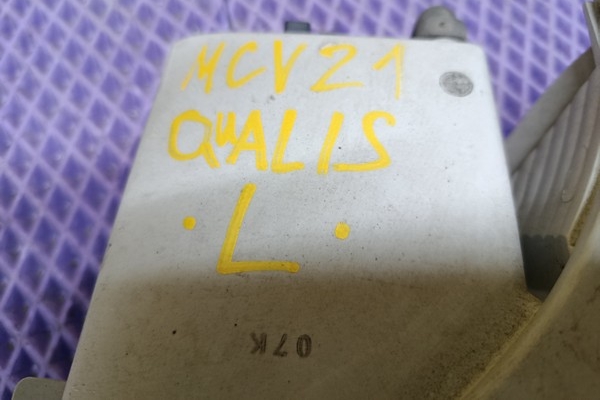 MCV21
QUALIS
· L ·
07K